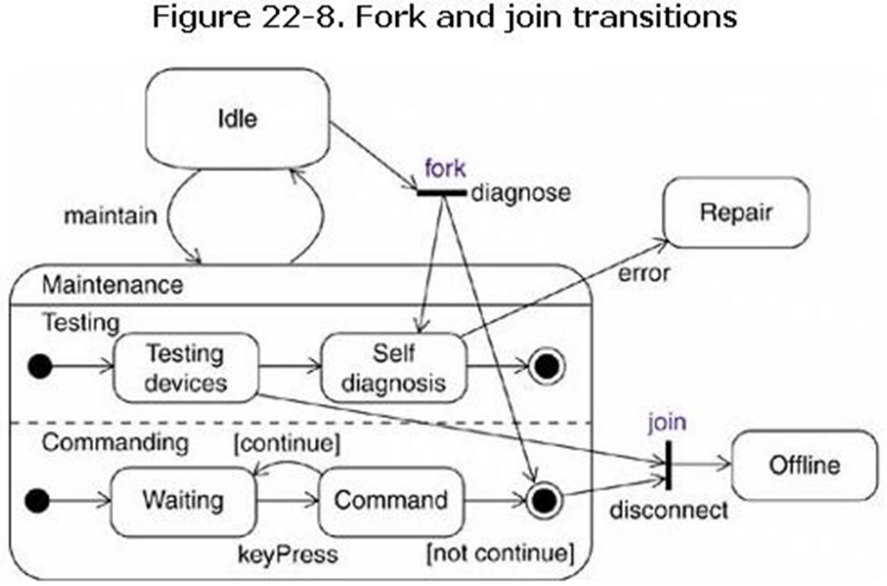 Figure 22-8. Fork and join transitions
Idle
fork
diagnose
maintain
Repair
error
Maintenance
Testing
Testing
devices
Self
diagnosis
join
Commanding
[continue]
Offline
Waiting
Command
disconnect
keyPress
[not continue]